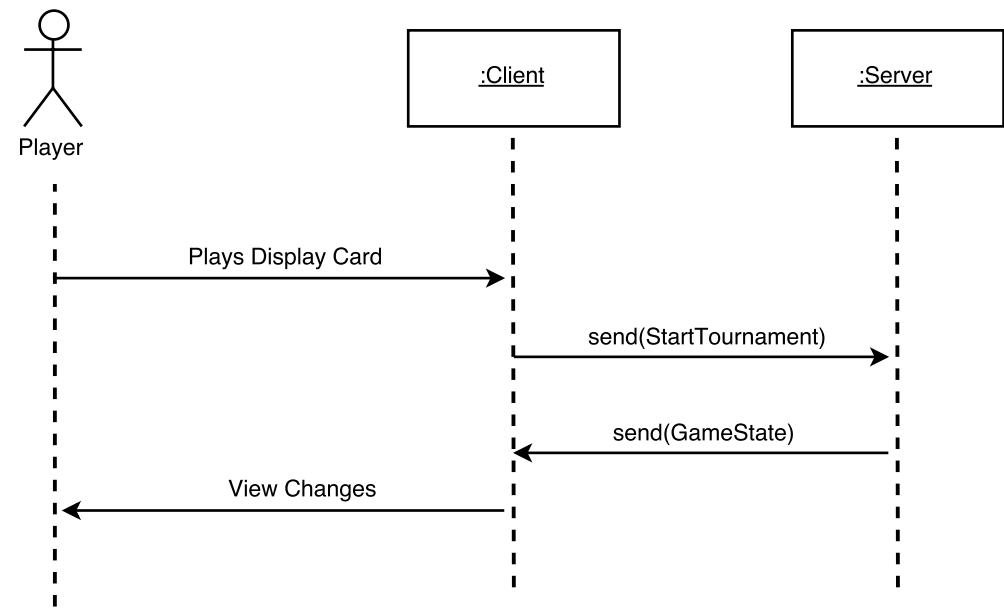 :Client
:Server
Player
Plays Display Card
send(StartTournament)
send(GameState)
View Changes